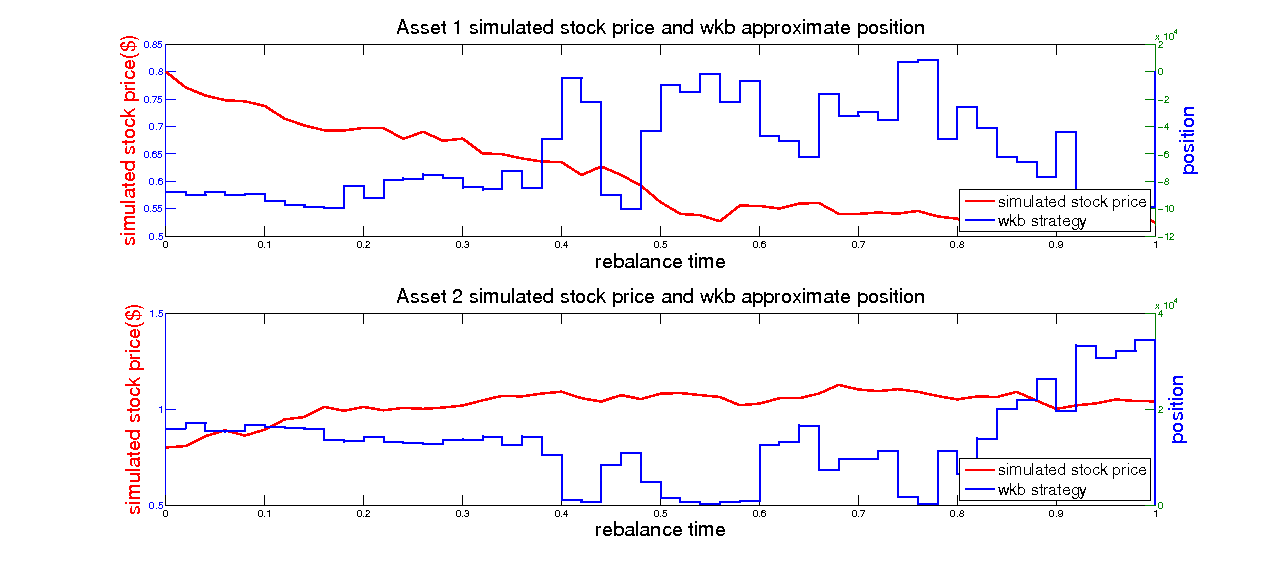 Asset 1 simulated stock price and wkb approximate position
x 10^4
simulated stock price($)
0.85
0.8
0.75
0.7
0.65
0.6
0.55
0.5
2
0
-2
-4
-6
-8
-10
-12
position
simulated stock price
wkb strategy
0 0.1 0.2 0.3 0.4 0.5 0.6 0.7 0.8 0.9 1
rebalance time
Asset 2 simulated stock price and wkb approximate position
x 10^4
simulated stock price($)
1.5
1
0.5
4
2
0
position
simulated stock price
wkb strategy
0 0.1 0.2 0.3 0.4 0.5 0.6 0.7 0.8 0.9 1
rebalance time